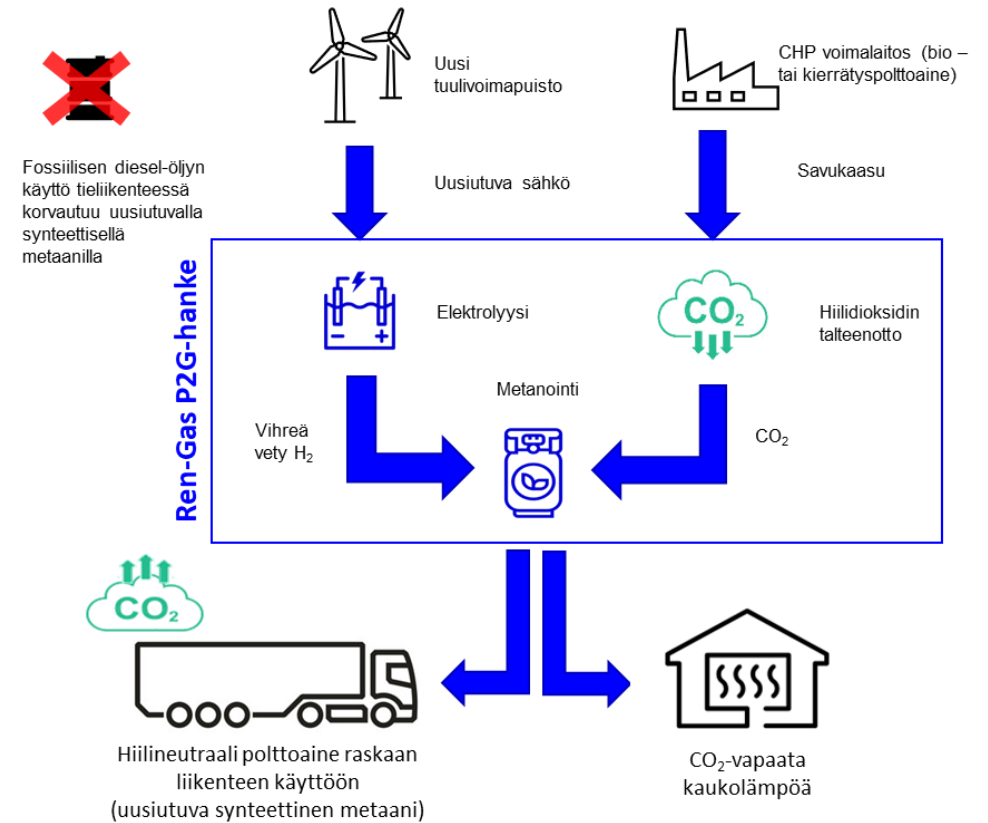 Uusi
tuulivoimapuisto
CHP voimalaitos (bio –
tai kierrätyspolttoaine)
Fossiilisen diesel-öljyn
käyttö tieliikenteessä
korvautuu uusiutuvalla
synteettisellä
metaanilla
Uusiutuva sähkö
Savukaasu
Ren-Gas P2G-hanke
Elektrolyysi
CO₂
Hiilidioksidin
talteenotto
Metanointi
Vihreä
vety H₂
CO₂
CO₂
Hiilineutraali polttoaine raskaan
liikenteen käyttöön
(uusiutuva synteettinen metaani)
CO₂-vapaata
kaukolämpöä